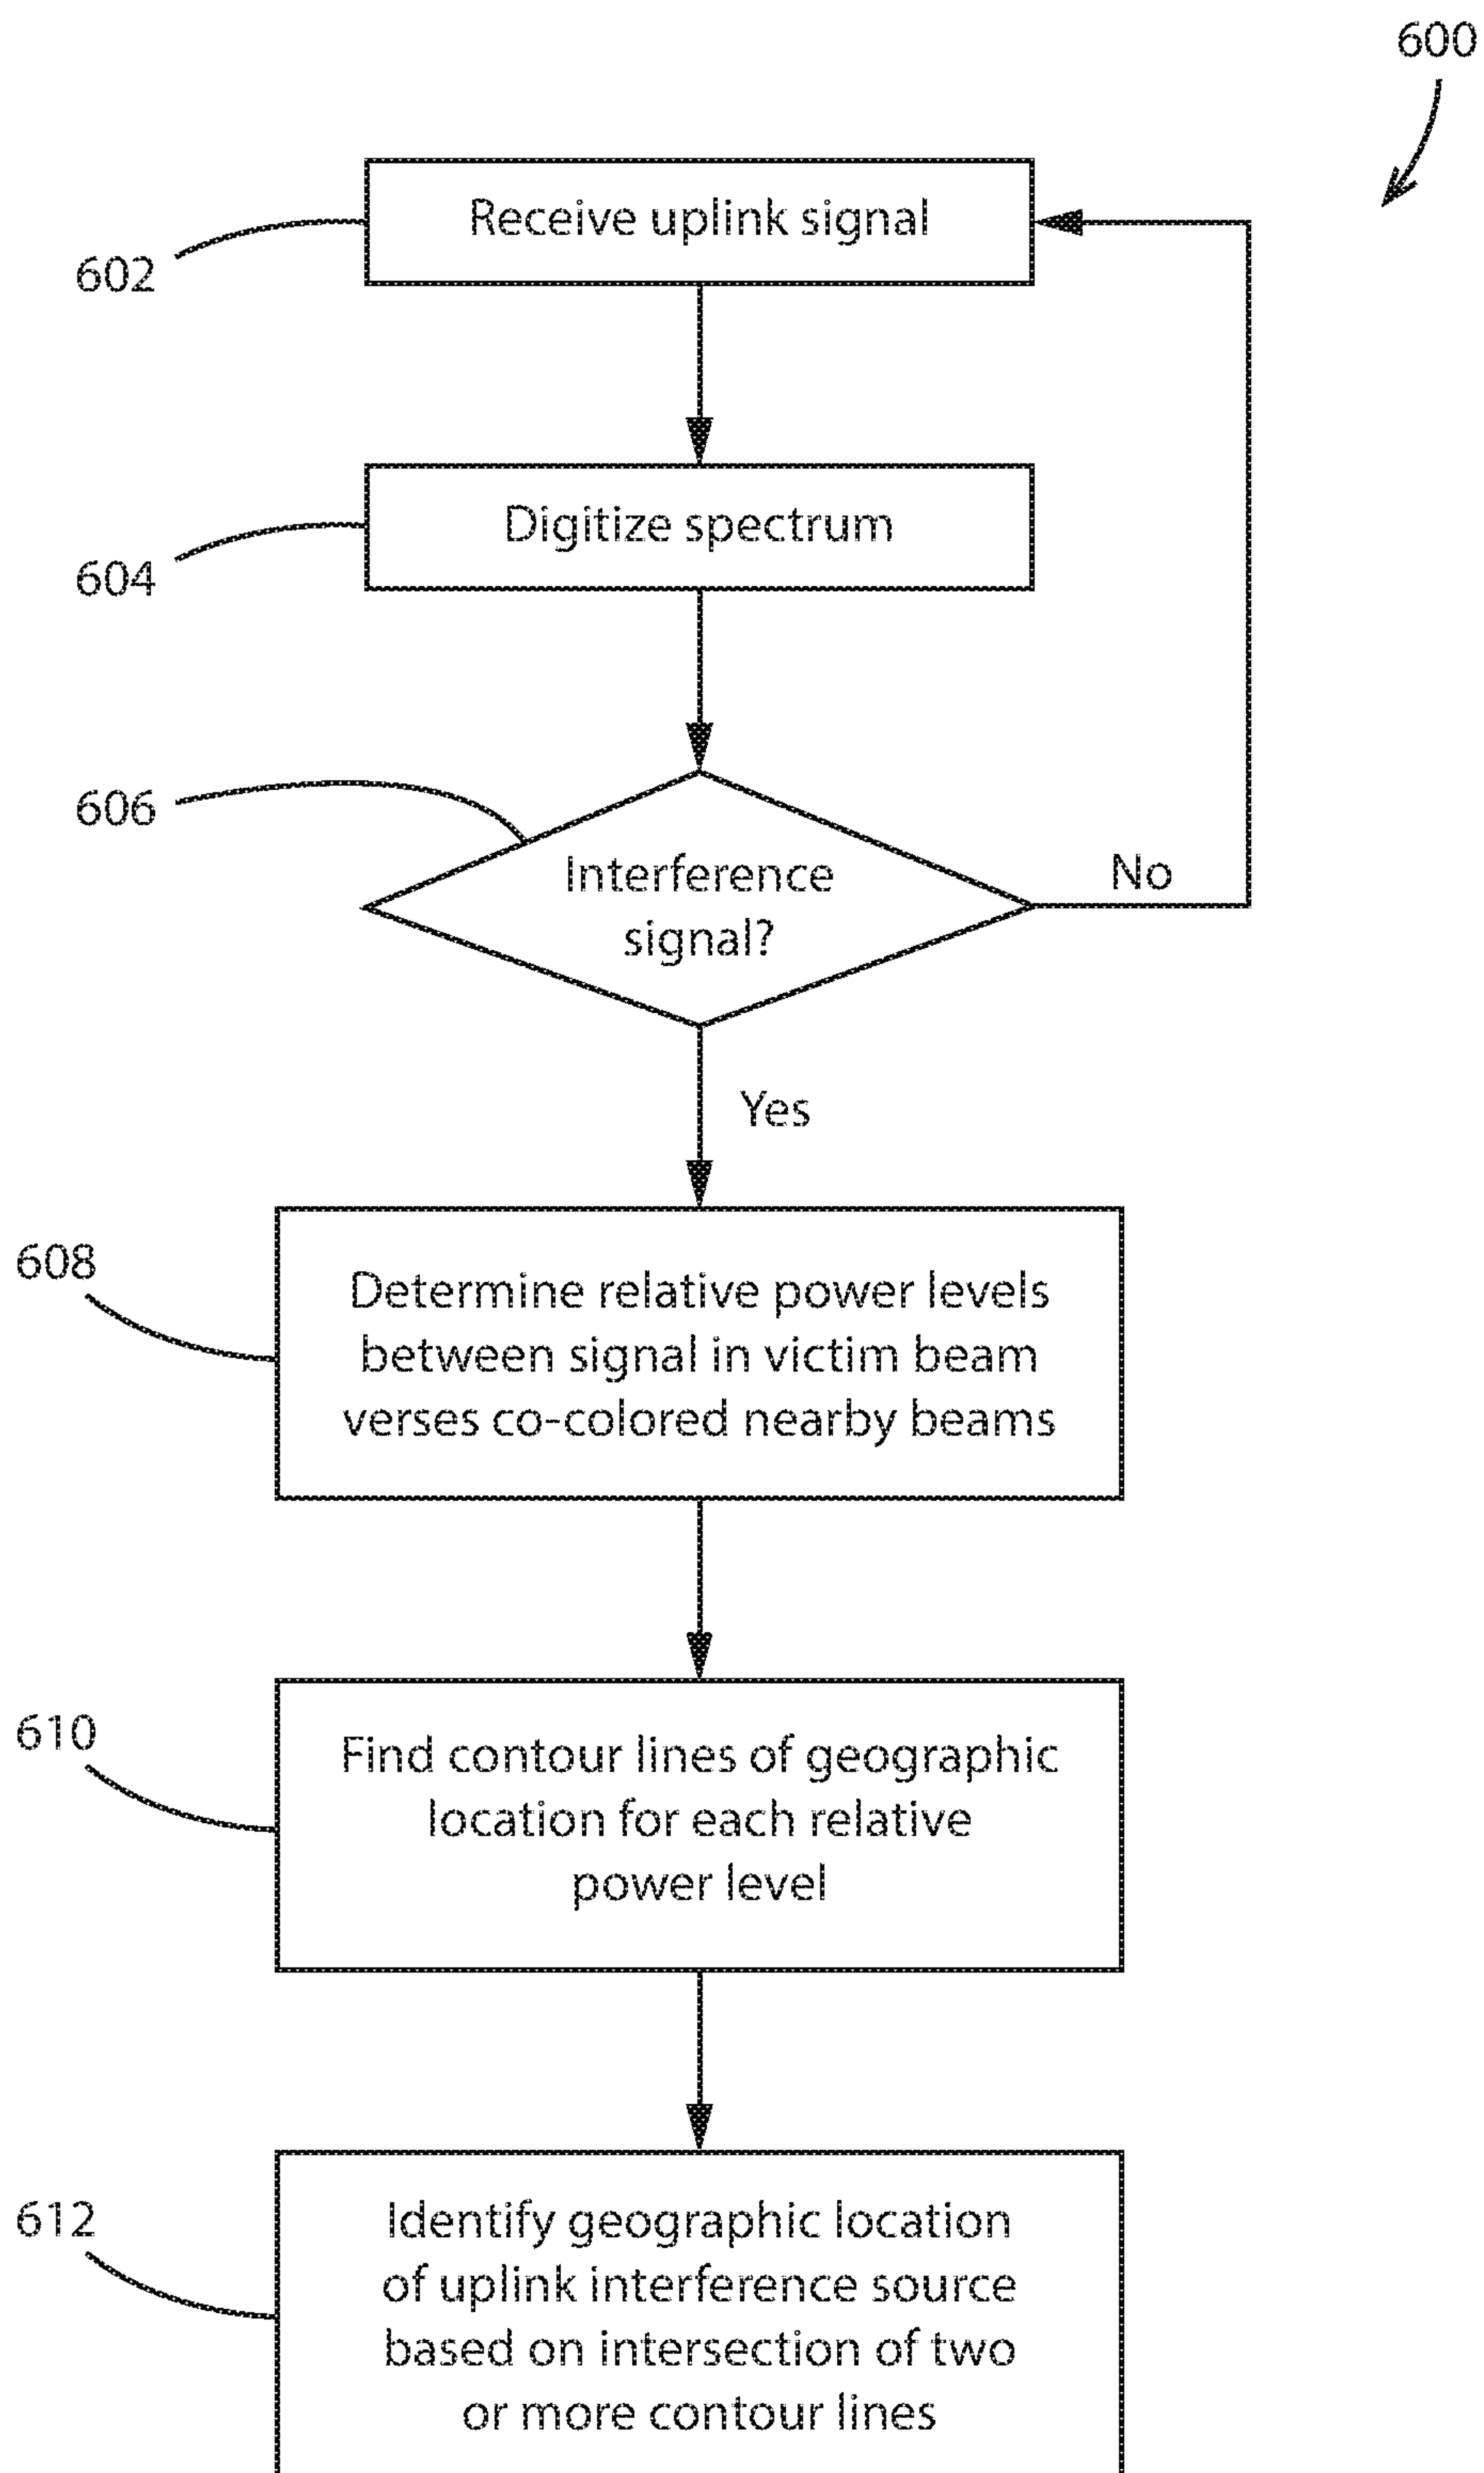 600
Receive uplink signal
602
Digitize spectrum
604
606
Interference
signal?
No
Yes
608
Determine relative power levels
between signal in victim beam
verses co-colored nearby beams
610
Find contour lines of geographic
location for each relative
power level
612
Identify geographic location
of uplink interference source
based on intersection of two
or more contour lines